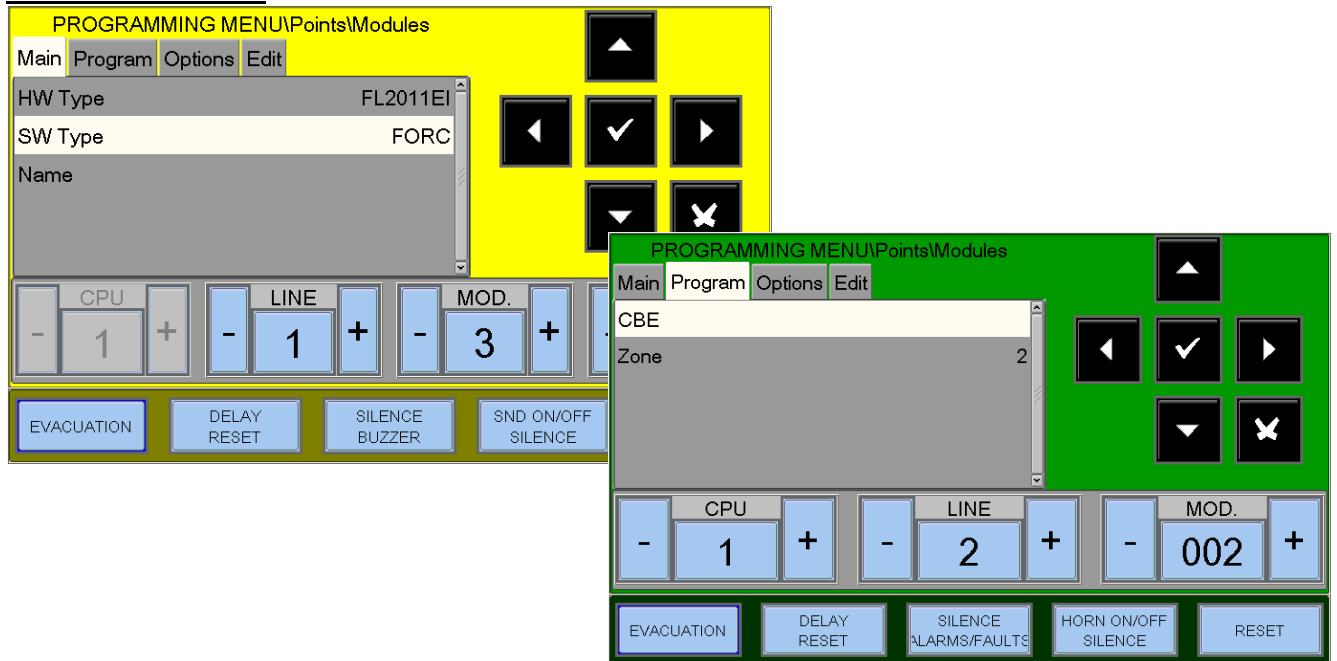 PROGRAMMING MENU\Points\Modules
Main Program Options Edit
HW Type FL2011EI
SW Type FORC
Name
CPU LINE MOD.
- 1 + - 1 + - 3 + -
EVACUATION
DELAY
RESET
SILENCE
BUZZER
SND ON/OFF
SILENCE
PROGRAMMING MENU\Points\Modules
Main Program Options Edit
CBE
Zone 2
CPU LINE MOD.
- 1 + - 2 + - 002 +
EVACUATION
DELAY
RESET
SILENCE
ALARMS/FAULTS
HORN ON/OFF
SILENCE
RESET